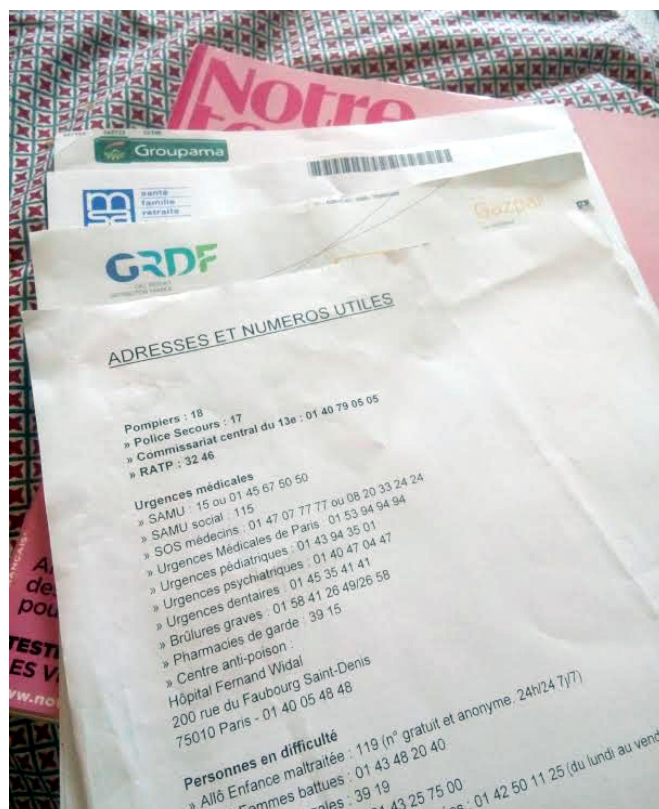 Notre
Groupama
santé
famille
retraite
Gazpar
GRDF
ADRESSES ET NUMEROS UTILES
Pompiers : 18
» Police Secours : 17
» Commissariat central du 13e : 01 40 79 05 05
» RATP : 32 46
Urgences médicales
» SAMU : 15 ou 01 45 67 50 50
» SAMU social : 115
» SOS médecins : 01 47 07 77 77 ou 08 20 33 24 24
» Urgences Médicales de Paris : 01 53 94 94 94
» Urgences pédiatriques : 01 43 94 35 01
» Urgences psychiatriques : 01 40 47 04 47
» Urgences dentaires : 01 45 35 41 41
» Brûlures graves : 01 58 41 26 49/26 58
» Pharmacies de garde : 39 15
» Centre anti-poison :
Hôpital Fernand Widal
200 rue du Faubourg Saint-Denis
75010 Paris - 01 40 05 48 48
Personnes en difficulté
» Allô Enfance maltraitée : 119 (n° gratuit et anonyme. 24h/24 7j/7)
Femmes battues : 01 43 48 20 40
: 39 19
01 43 25 75 00
: 01 42 50 11 25 (du lundi au vend